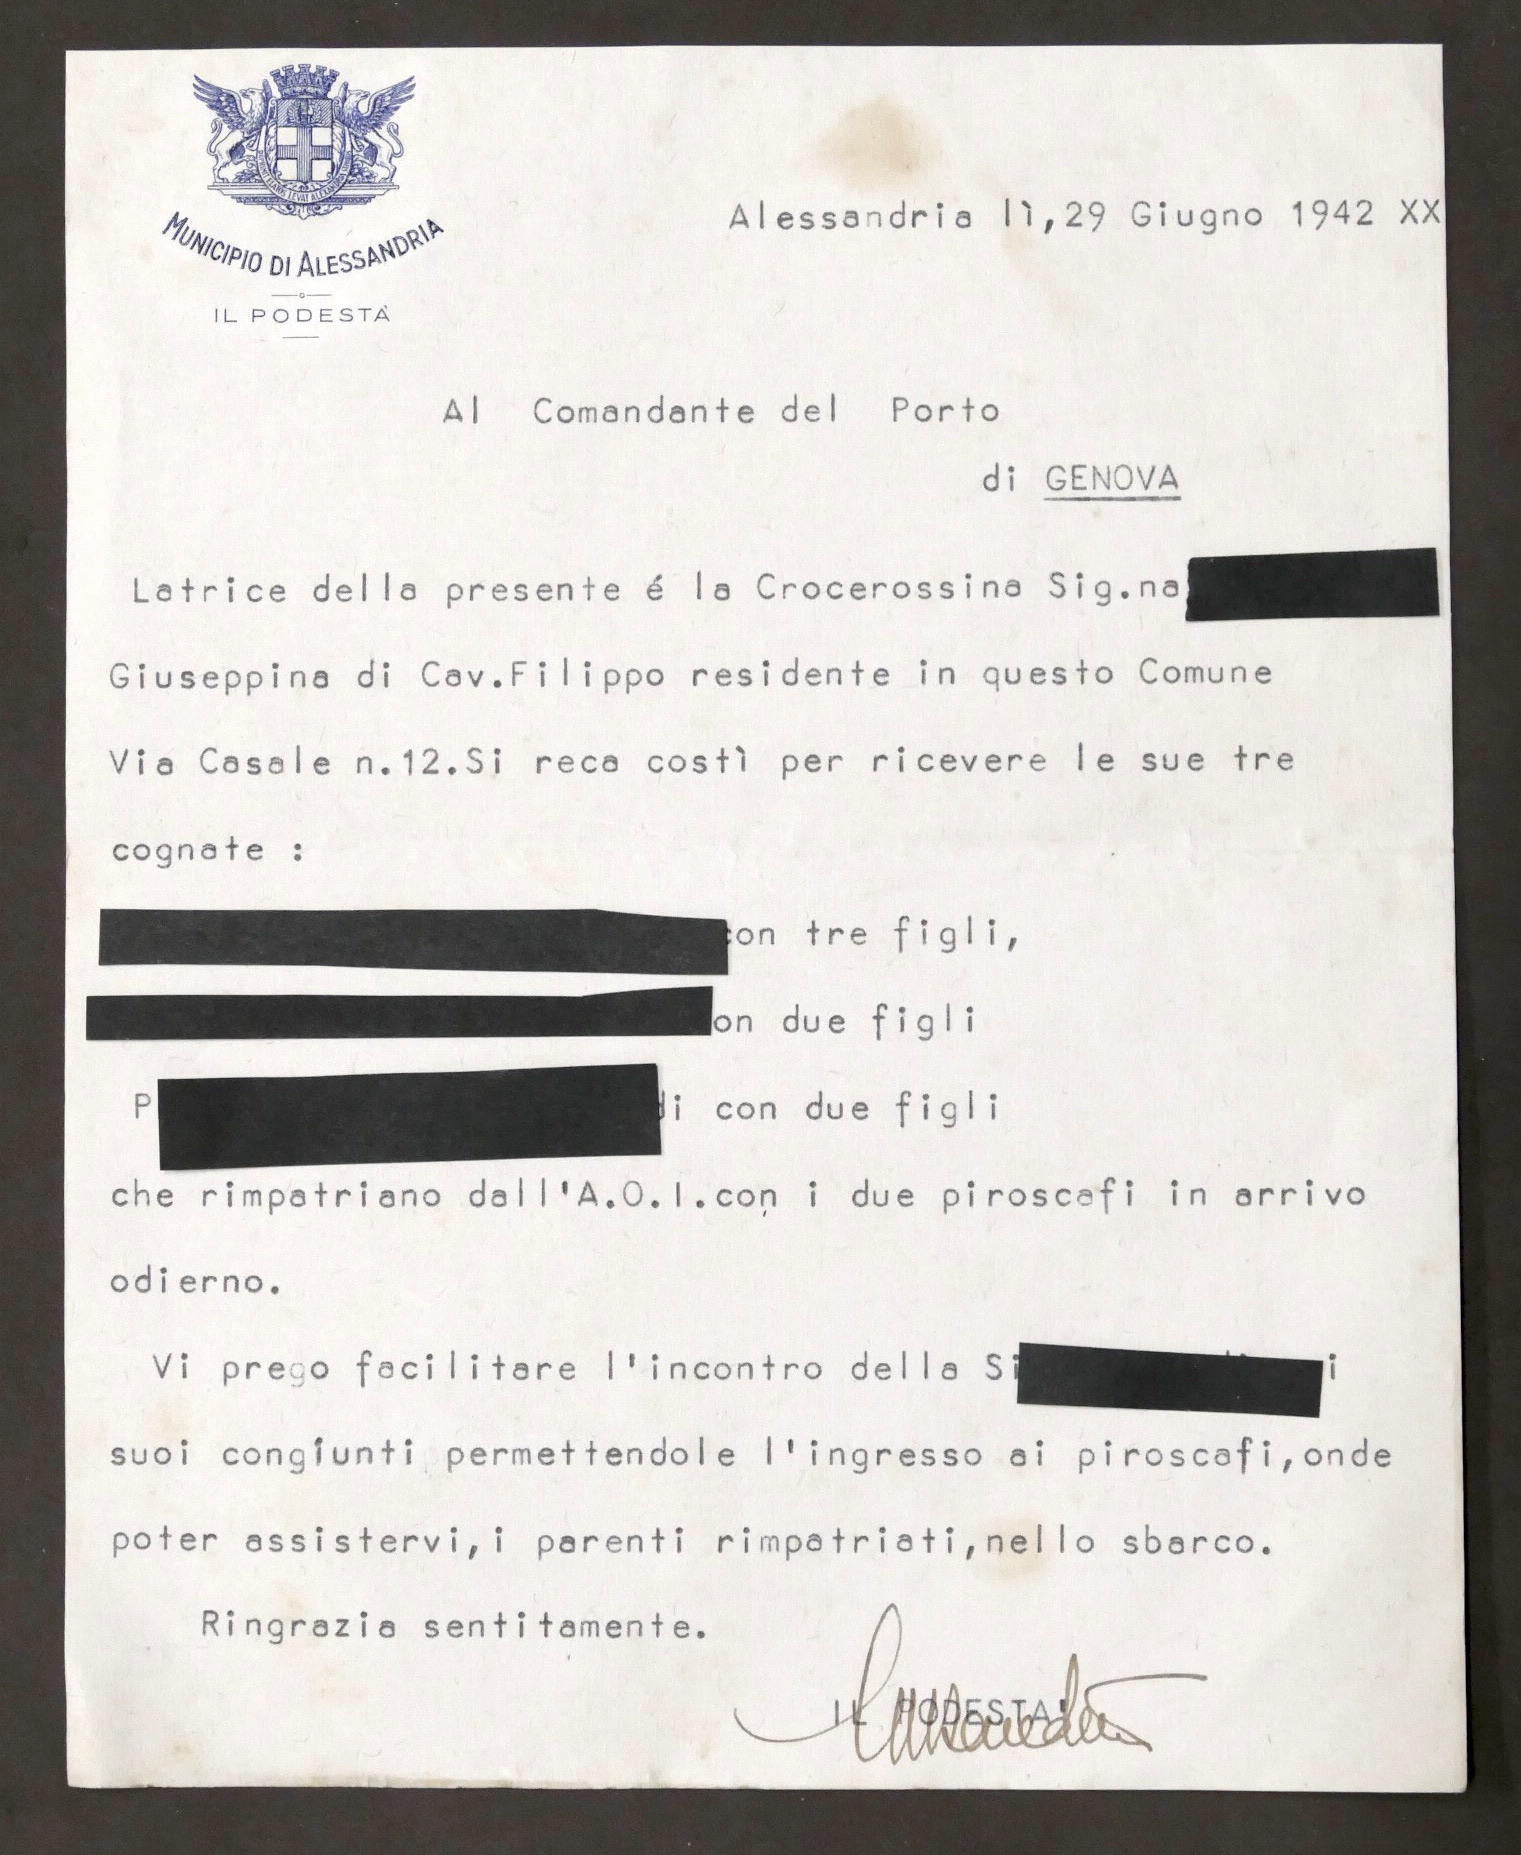 MUNICIPIO DI ALESSANDRIA
IL PODESTÀ
Alessandria lì,29 Giugno 1942 XX
Al Comandante del Porto
di GENOVA
Latrice della presente é la Crocerossina Sig.na
Giuseppina di Cav.Filippo residente in questo Comune
Via Casale n.12.Si reca costì per ricevere le sue tre
cognate :
con tre figli,
on due figli
P di con due figli
che rimpatriano dall'A.O.I.con i due piroscafi in arrivo
odierno.
Vi prego facilitare l'incontro della Si i
suoi congiunti permettendole l'ingresso ai piroscafi,onde
poter assistervi,i parenti rimpatriati,nello sbarco.
Ringrazia sentitamente.
IL PODESTA'